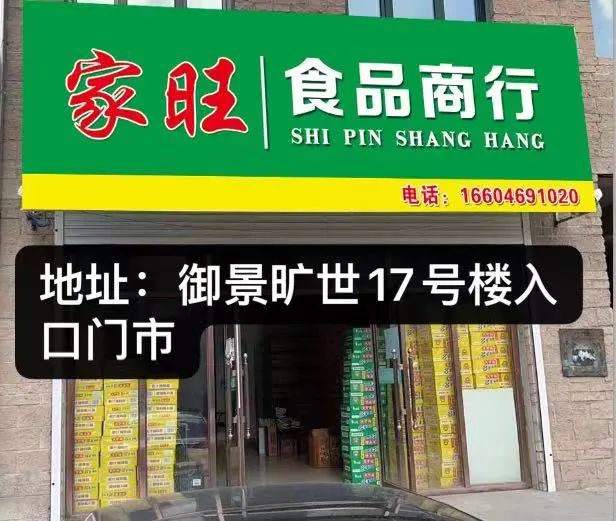 家旺
食品商行
SHI PIN SHANG HANG
电话：16604691020
地址：御景旷世17号楼入
口门市